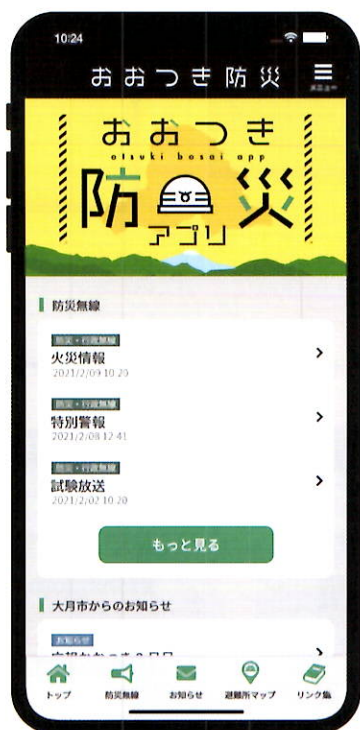 10:24
おおつき防災
メニュー
おおつき
otsuki bosai app
防災
アプリ
防災無線
防災・行政無線
火災情報
2021/2/09 10:20
防災・行政無線
特別警報
2021/2/08 12:41
防災・行政無線
試験放送
2021/2/02 10:20
もっと見る
大月市からのお知らせ
お知らせ
トップ
防災無線
お知らせ
避難所マップ
リンク集